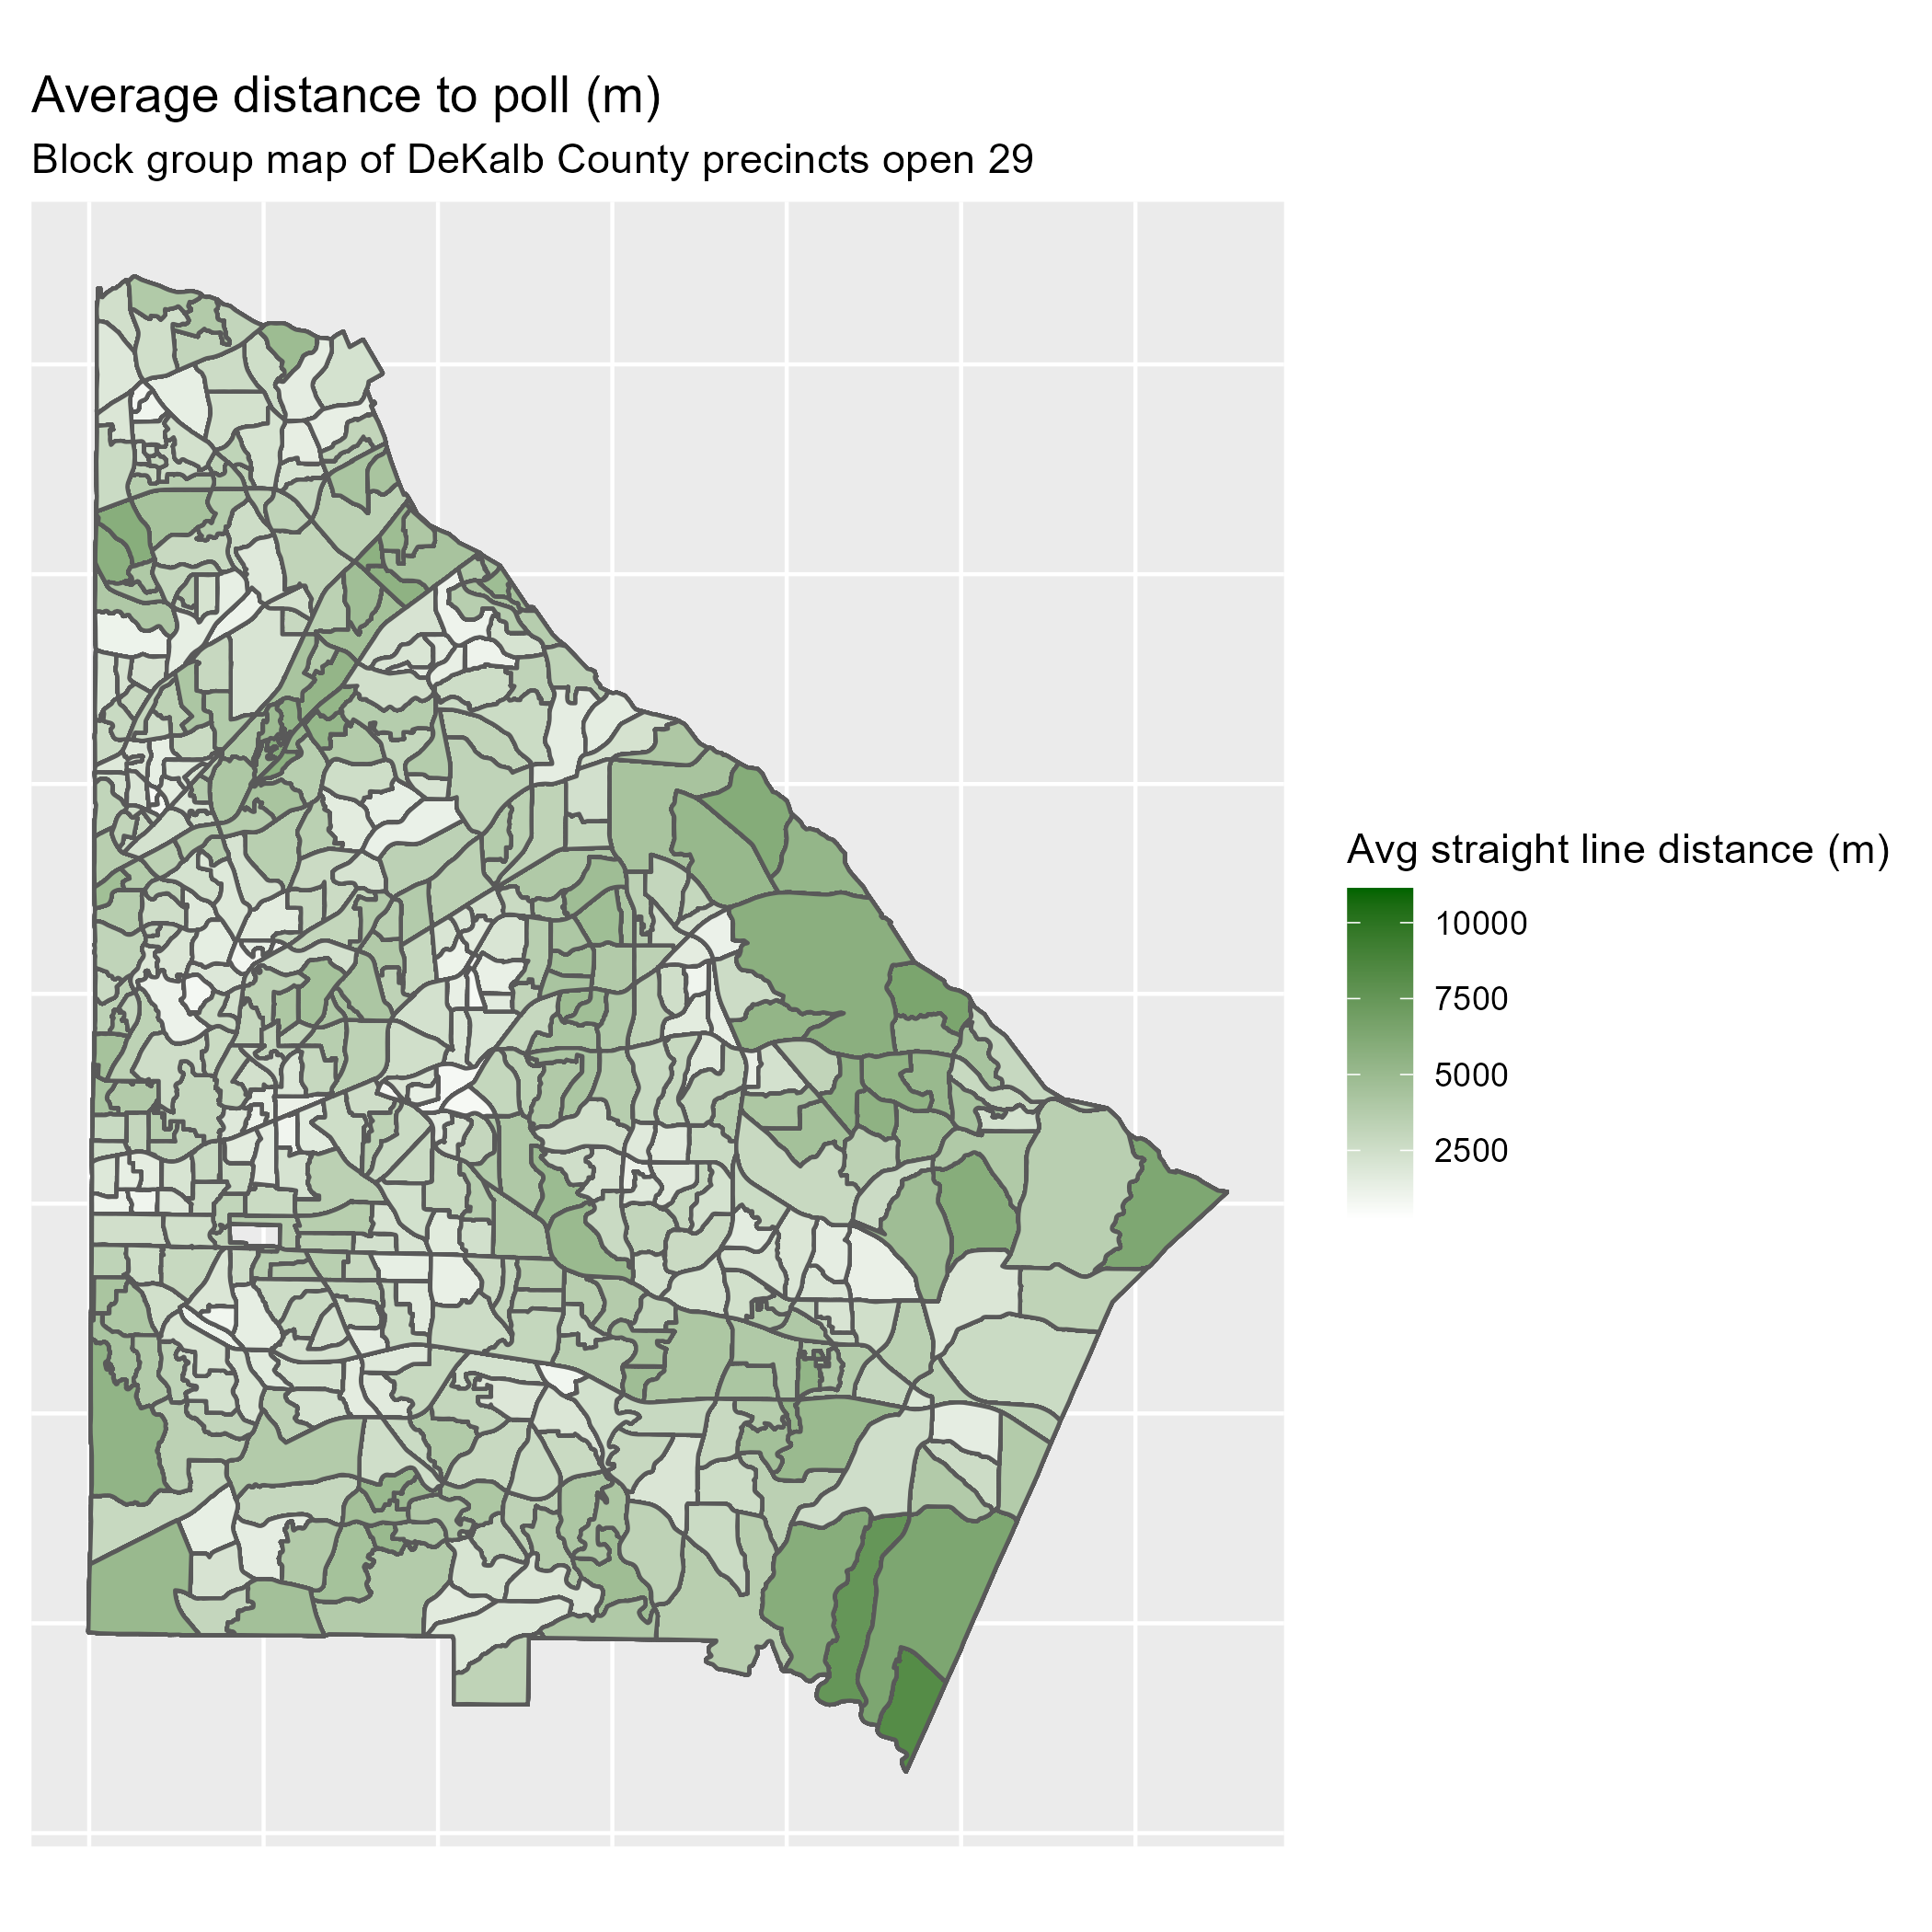 Average distance to poll (m)
Block group map of DeKalb County precincts open 29
Avg straight line distance (m)
10000
7500
5000
2500